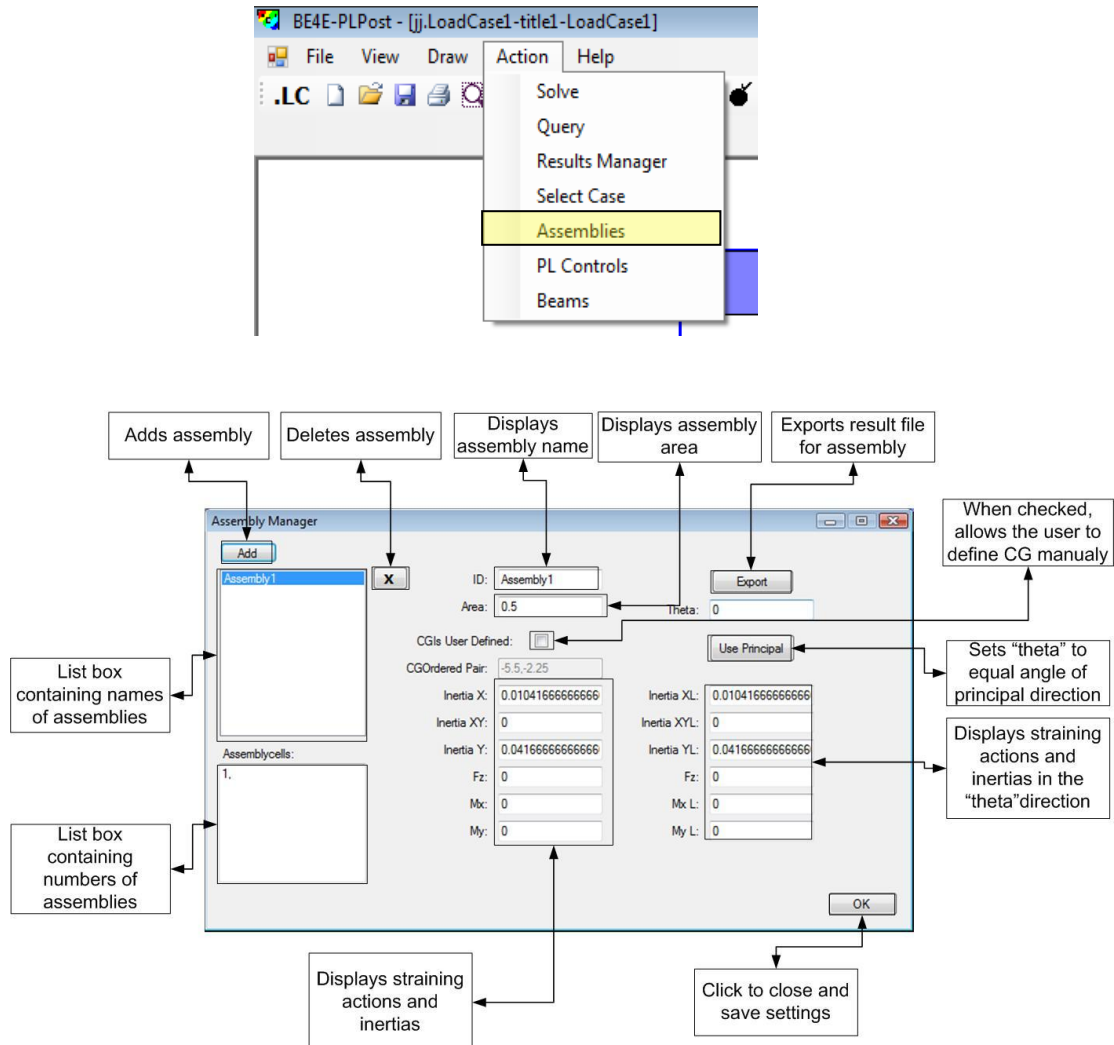 BE4E-PLPost - [jj.LoadCase1-title1-LoadCase1]
File View Draw Action Help
.LC
Solve
Query
Results Manager
Select Case
Assemblies
PL Controls
Beams
Adds assembly
Deletes assembly
Displays
assembly name
Displays assembly
area
Exports result file
for assembly
When checked,
allows the user to
define CG manualy
Assembly Manager
Add
Assembly1
X
ID: Assembly1
Export
Area: 0.5
Theta: 0
CGIs User Defined:
Use Principal
CGOrdered Pair: -5.5,-2.25
Inertia X: 0.0104166666666
Inertia XL: 0.0104166666666
Inertia XY: 0
Inertia XYL: 0
Inertia Y: 0.0416666666666
Inertia YL: 0.0416666666666
Fz: 0
Fz: 0
Mx: 0
Mx L: 0
My: 0
My L: 0
Assemblycells:
1,
OK
List box
containing names
of assemblies
List box
containing
numbers of
assemblies
Sets “theta” to
equal angle of
principal direction
Displays straining
actions and
inertias in the
“theta”direction
Displays straining
actions and
inertias
Click to close and
save settings